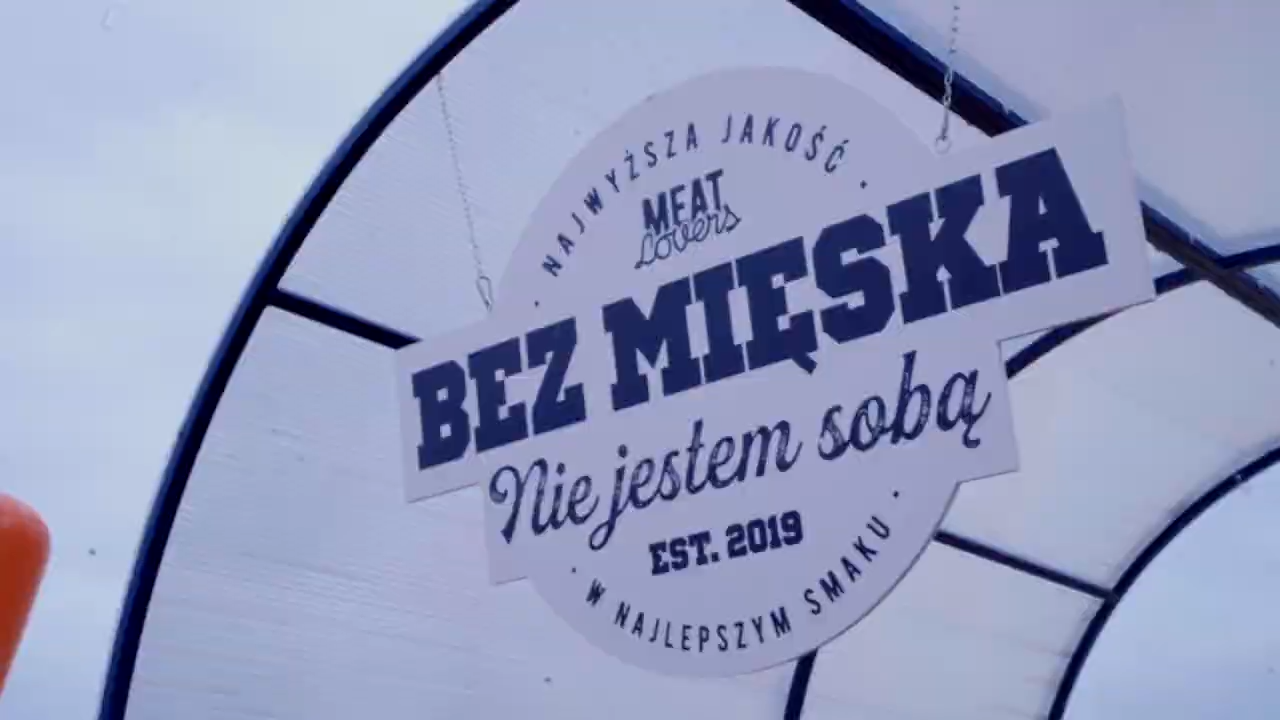 NAJWYŻSZA JAKOŚĆ
MEAT
Lovers
BEZ MIĘSKA
Nie jestem sobą
EST. 2019
W NAJLEPSZYM SMAKU